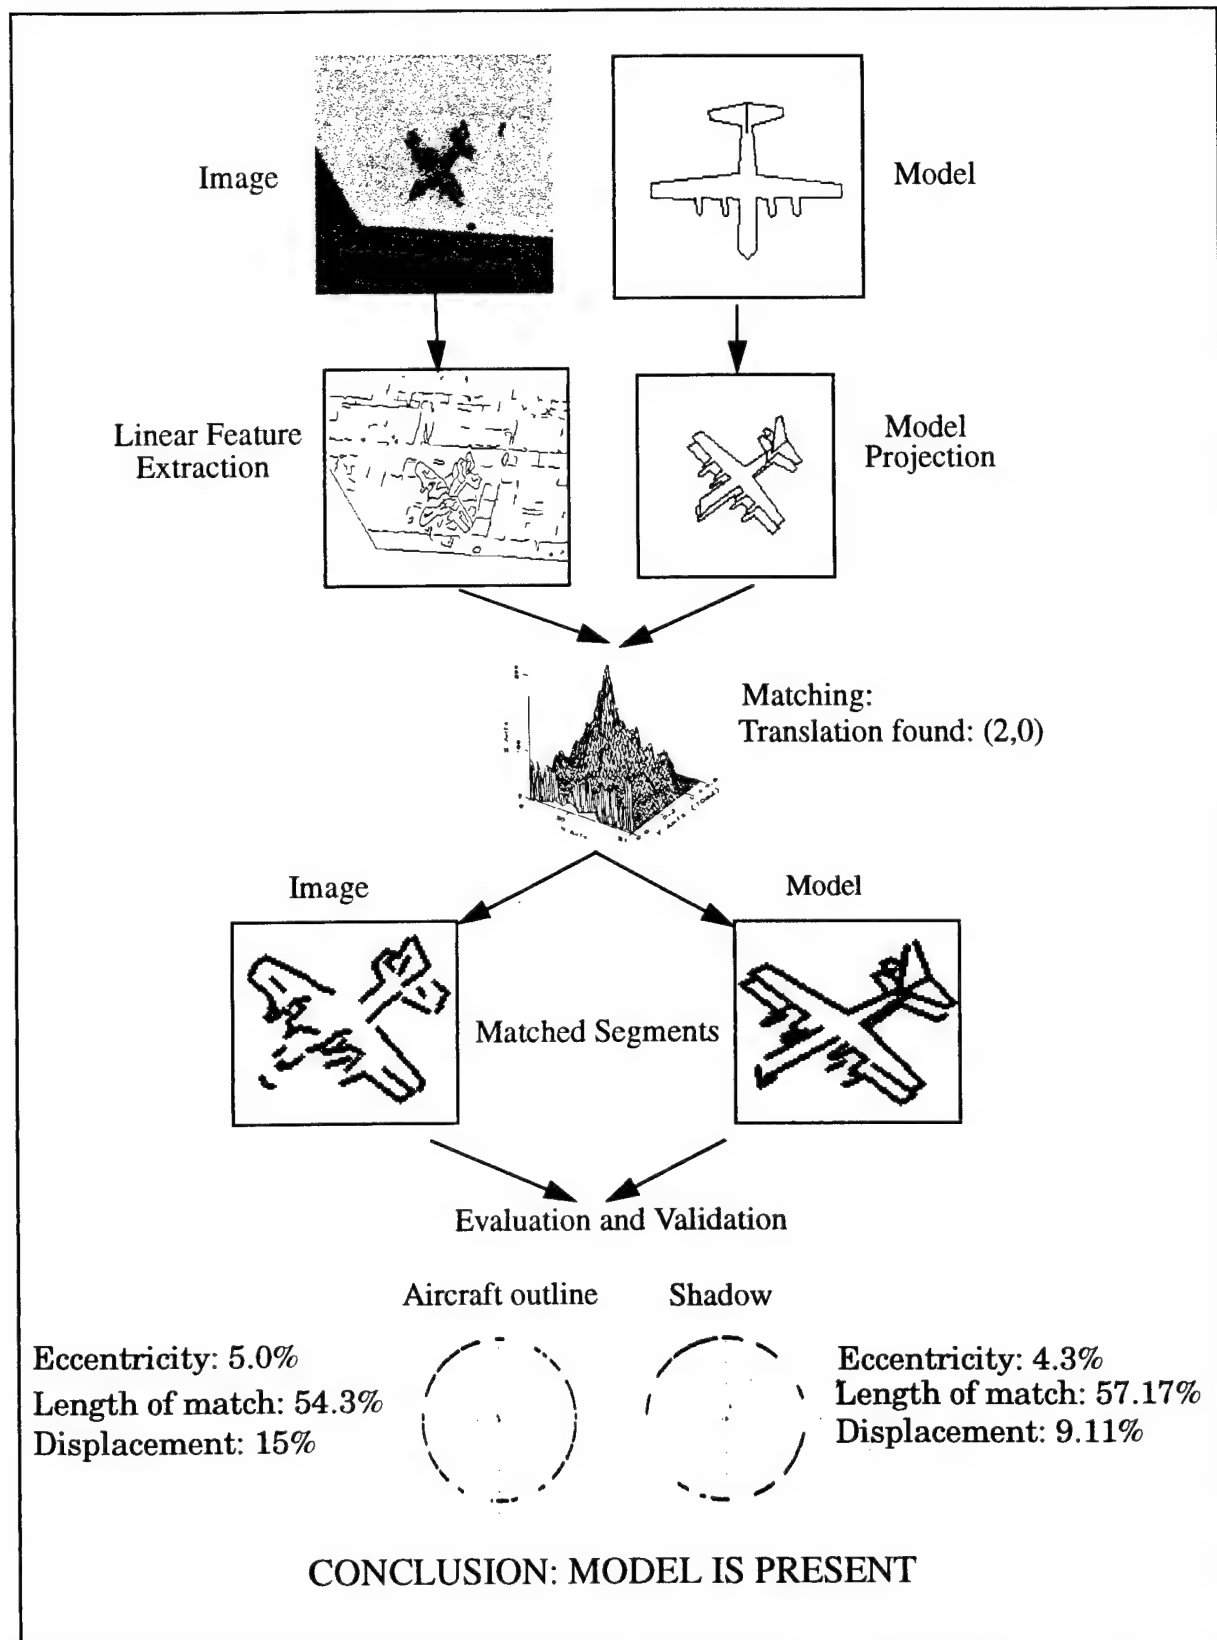 Image
Model
Linear Feature
Extraction
Model
Projection
Matching:
Translation found: (2,0)
Image
Model
Matched Segments
Evaluation and Validation
Aircraft outline
Shadow
Eccentricity: 5.0%
Length of match: 54.3%
Displacement: 15%
Eccentricity: 4.3%
Length of match: 57.17%
Displacement: 9.11%
CONCLUSION: MODEL IS PRESENT